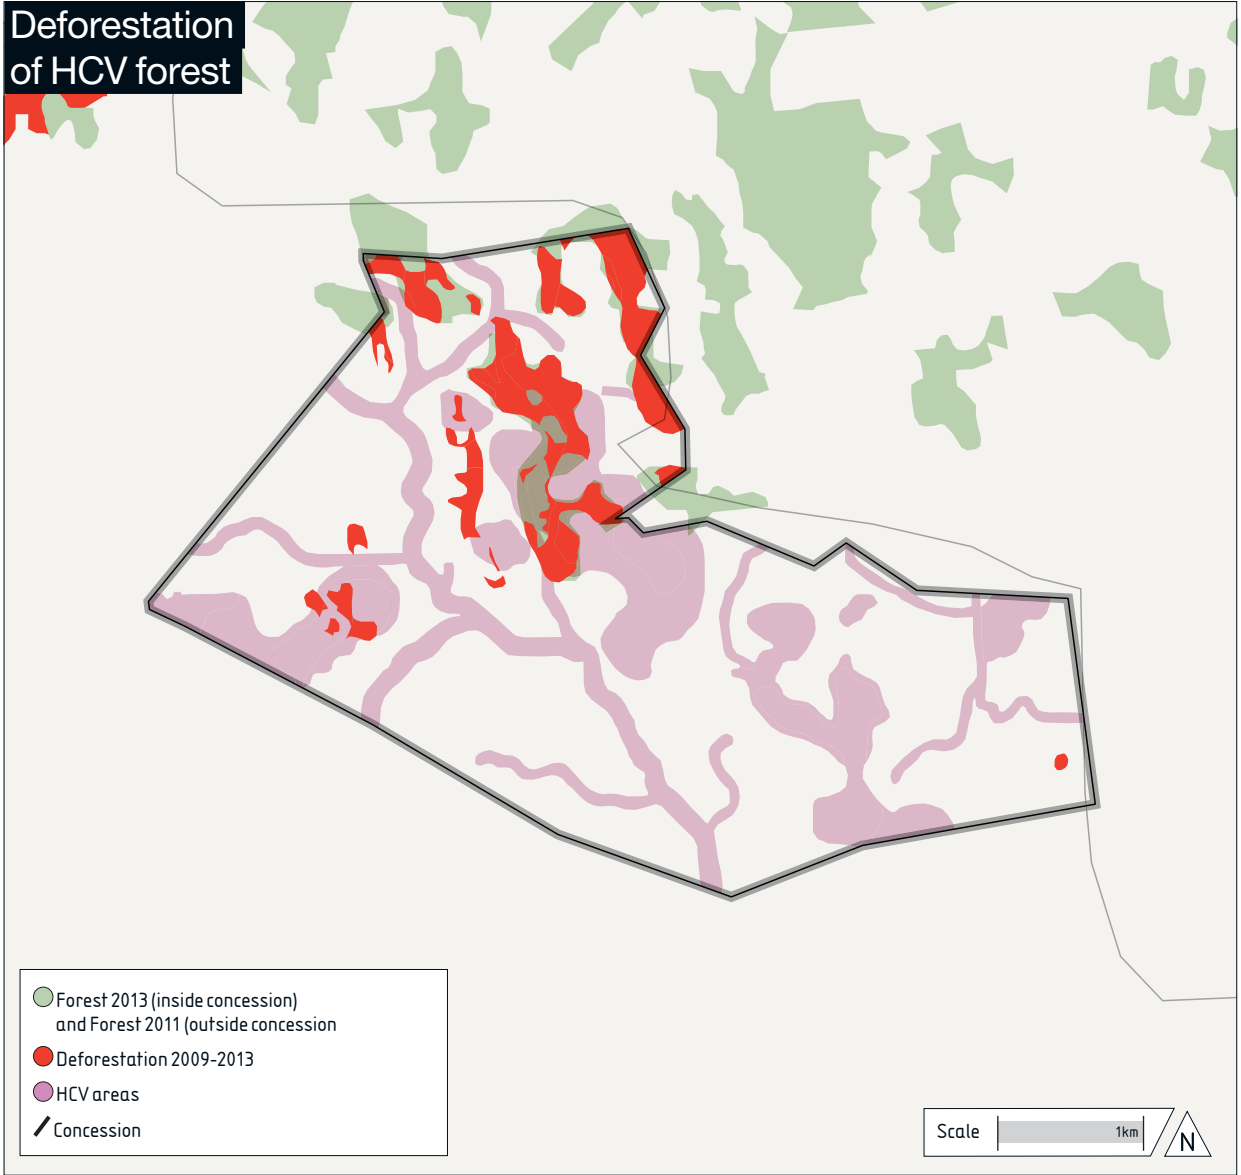 Deforestation
of HCV forest
Forest 2013 (inside concession)
and Forest 2011 (outside concession
Deforestation 2009-2013
HCV areas
Concession
Scale
1km
N